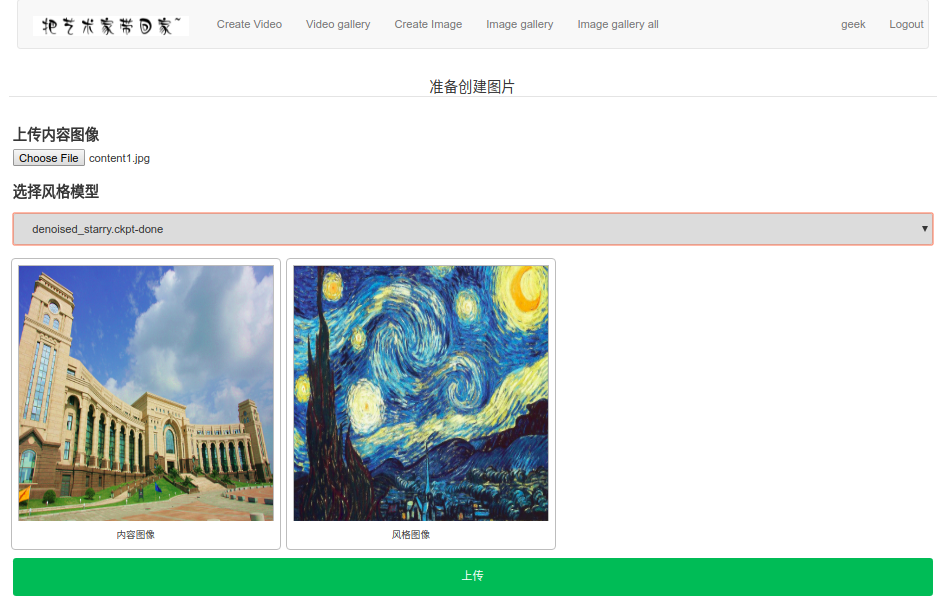 把艺术家带回家~ Create Video Video gallery Create Image Image gallery Image gallery all geek Logout
准备创建图片
上传内容图像
Choose File content1.jpg
选择风格模型
denoised_starry.ckpt-done
内容图像 风格图像
上传